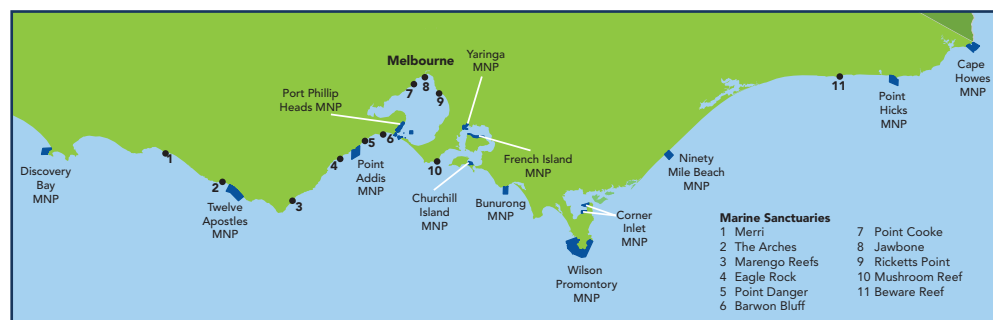 Melbourne
Yaringa
MNP
Port Phillip
Heads MNP
7
8
9
11
Cape
Howes
MNP
Point
Hicks
MNP
Discovery
Bay
MNP
1
2
Twelve
Apostles
MNP
3
4
5
6
Point
Addis
MNP
10
French Island
MNP
Churchill
Island
MNP
Bunurong
MNP
Ninety
Mile Beach
MNP
Corner
Inlet
MNP
Wilson
Promontory
MNP
Marine Sanctuaries
1 Merri
2 The Arches
3 Marengo Reefs
4 Eagle Rock
5 Point Danger
6 Barwon Bluff
7 Point Cooke
8 Jawbone
9 Ricketts Point
10 Mushroom Reef
11 Beware Reef